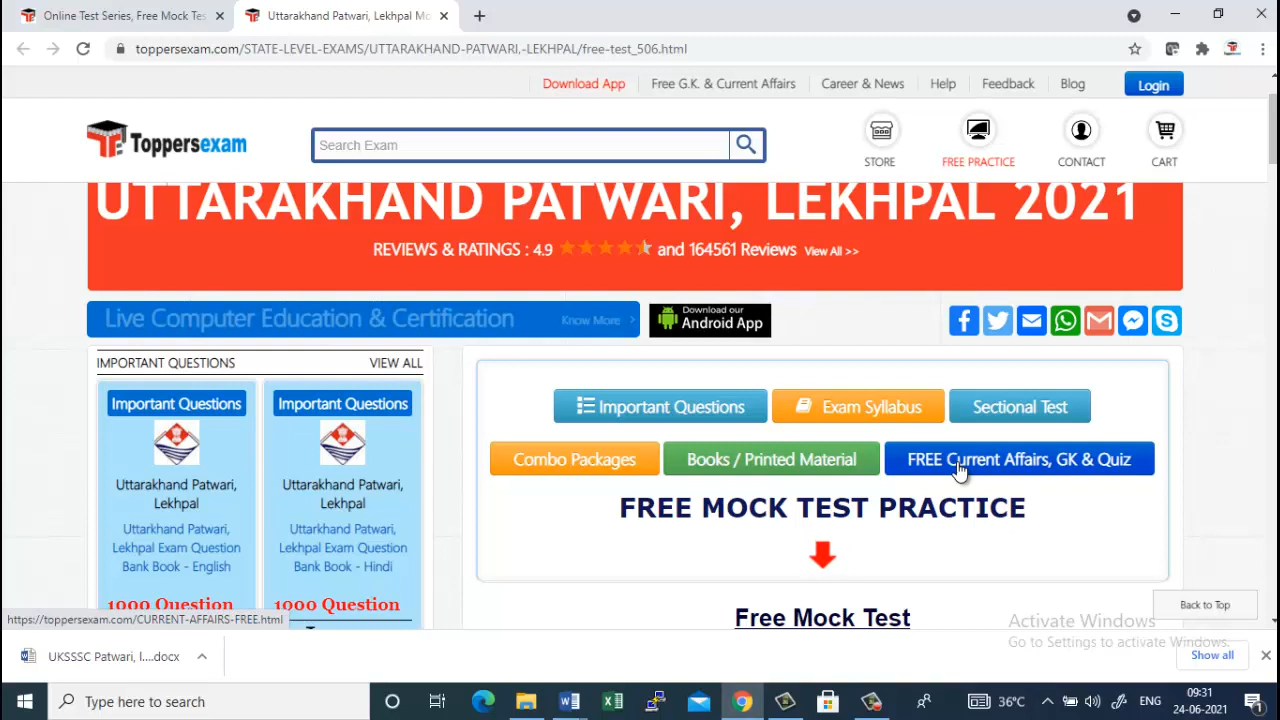 Online Test Series, Free Mock Tes
Uttarakhand Patwari, Lekhpal Mo
toppersexam.com/STATE-LEVEL-EXAMS/UTTARAKHAND-PATWARI,-LEKHPAL/free-test_506.html
Download App
Free G.K. & Current Affairs
Career & News
Help
Feedback
Blog
Login
Toppersexam
Search Exam
STORE
FREE PRACTICE
CONTACT
CART
UTTARAKHAND PATWARI, LEKHPAL 2021
REVIEWS & RATINGS : 4.9 and 164561 Reviews View All >>
Live Computer Education & Certification
Know More >
Download our
Android App
IMPORTANT QUESTIONS
VIEW ALL
Important Questions
Important Questions
Uttarakhand Patwari,
Lekhpal
Uttarkhand Patwari,
Lekhpal Exam Question
Bank Book - English
1000 Question
Uttarakhand Patwari,
Lekhpal
Uttarkhand Patwari,
Lekhpal Exam Question
Bank Book - Hindi
1000 Question
Important Questions
Exam Syllabus
Sectional Test
Combo Packages
Books / Printed Material
FREE Current Affairs, GK & Quiz
FREE MOCK TEST PRACTICE
Free Mock Test
Back to Top
https://toppersexam.com/CURRENT-AFFAIRS-FREE.html
Activate Windows
Go to Settings to activate Windows.
UKSSSC Patwari, l....docx
Show all
Type here to search
36°C
ENG
09:31
24-06-2021
1